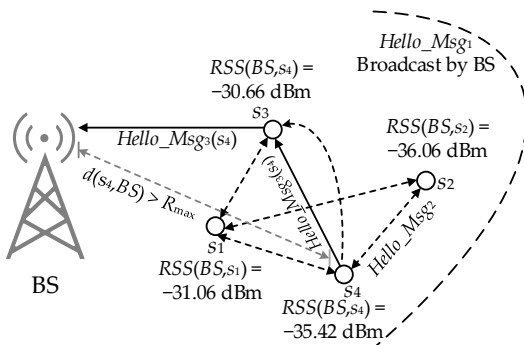 Hello_Msg1
Broadcast by BS
RSS(BS,s4) =
−30.66 dBm
s3
Hello_Msg3(s4)
RSS(BS,s2) =
−36.06 dBm
s2
d(s4,BS) > Rmax
Hello_Msg3(s4)
Hello_Msg2
s1
BS
RSS(BS,s1) =
−31.06 dBm
s4
RSS(BS,s4) =
−35.42 dBm